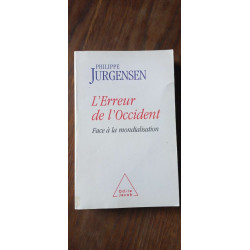 PHILIPPE
JURGENSEN
L'Erreur
de l'Occident
Face à la mondialisation
Odile
Jacob